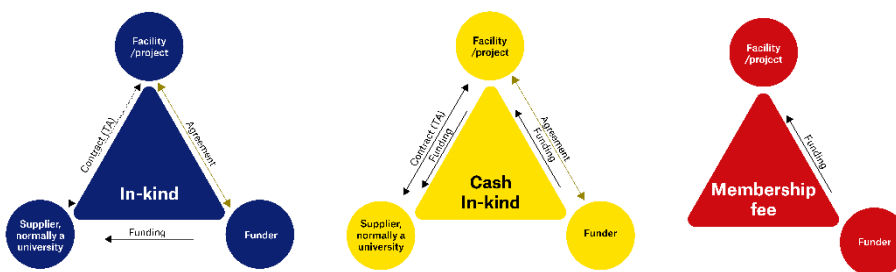 Facility
/project
Contract (TA)
Agreement
In-kind
Supplier,
normally a
university
Funding
Funder
Facility
/project
Contract (TA)
Funding
Funding
Agreement
Cash
In-kind
Supplier,
normally a
university
Funder
Facility
/project
Funding
Membership
fee
Funder